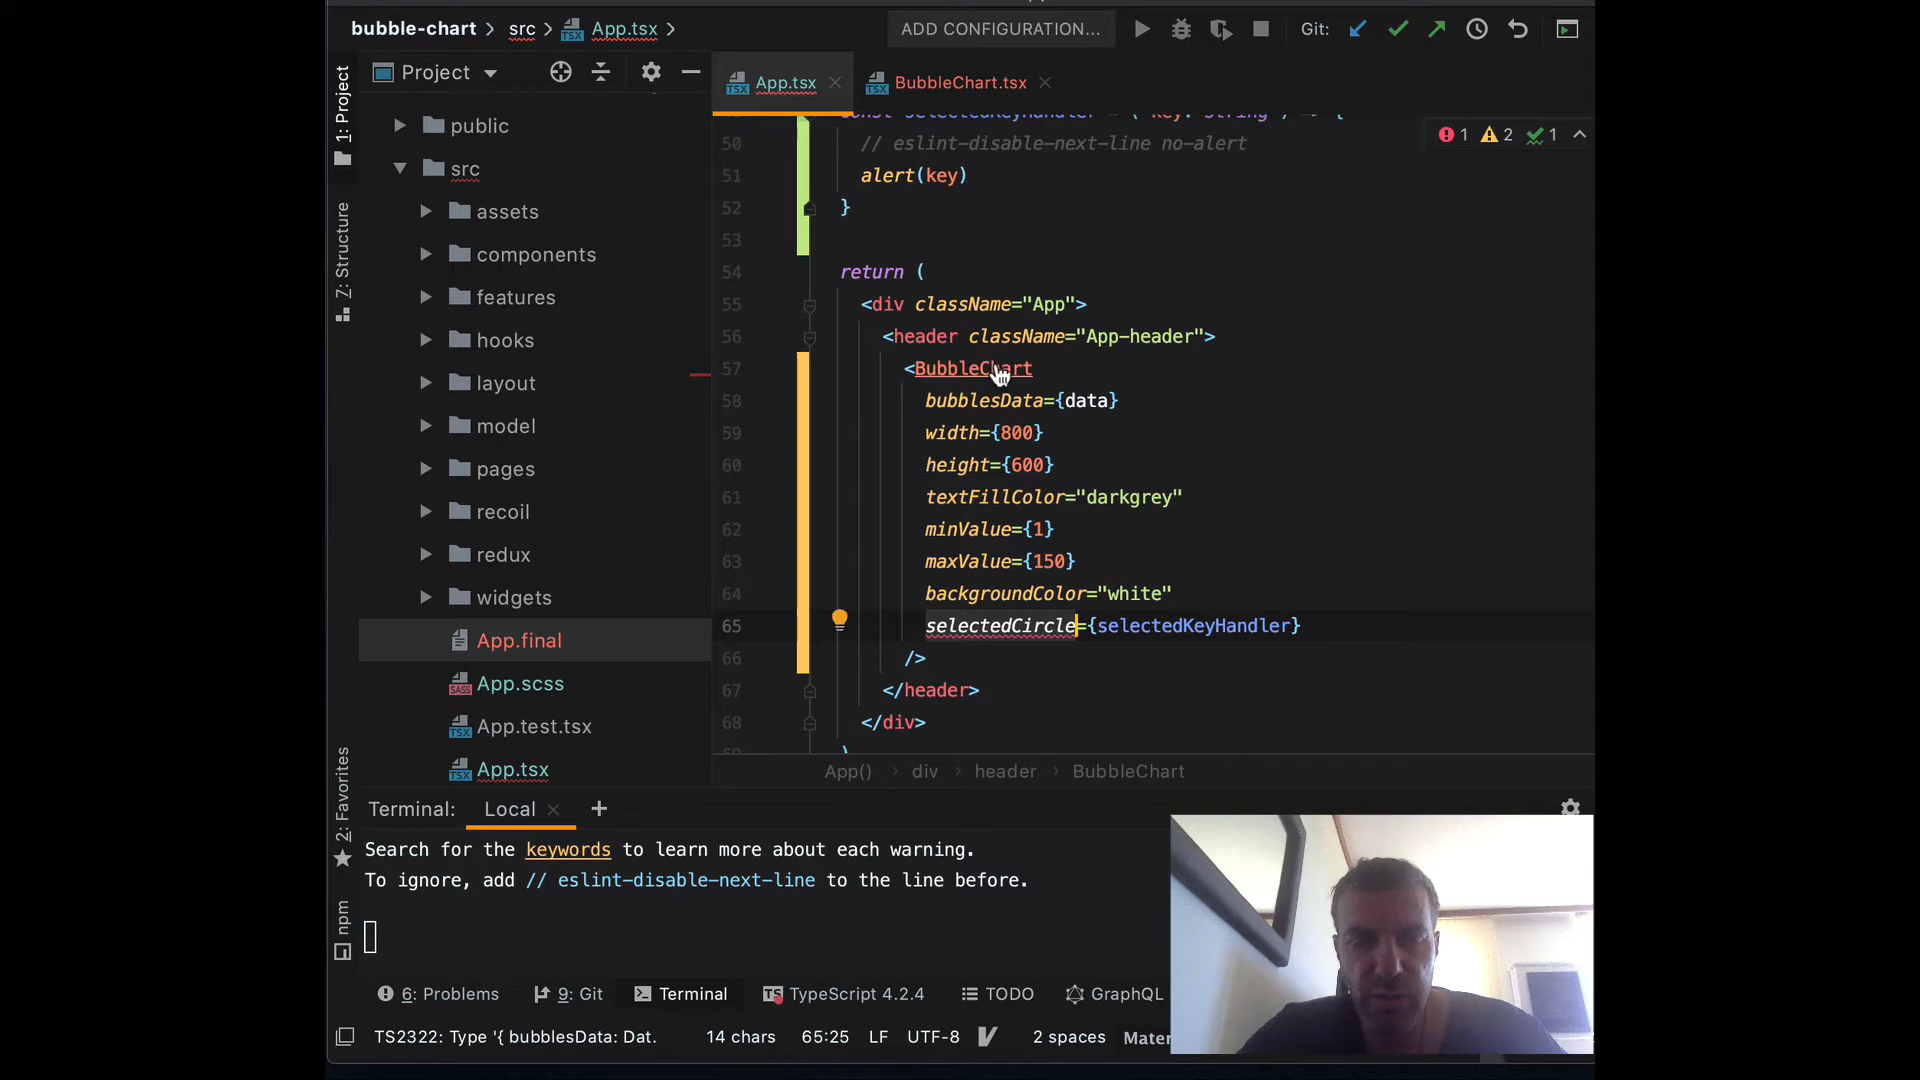 bubble-chart > src > App.tsx >
ADD CONFIGURATION...
Git:
1: Project
7: Structure
2: Favorites
npm
Project
public
src
assets
components
features
hooks
layout
model
pages
recoil
redux
widgets
App.final
App.scss
App.test.tsx
App.tsx
App.tsx
BubbleChart.tsx
1 2 1
const selectedKeyHandler = ( key: string ) => {
50 // eslint-disable-next-line no-alert
51 alert(key)
52 }
53
54 return (
55 <div className="App">
56 <header className="App-header">
57 <BubbleChart
58 bubblesData={data}
59 width={800}
60 height={600}
61 textFillColor="darkgrey"
62 minValue={1}
63 maxValue={150}
64 backgroundColor="white"
65 selectedCircle={selectedKeyHandler}
66 />
67 </header>
68 </div>
69 )
App() > div > header > BubbleChart
Terminal: Local
Search for the keywords to learn more about each warning.
To ignore, add // eslint-disable-next-line to the line before.
6: Problems 9: Git Terminal TS TypeScript 4.2.4 TODO GraphQL
TS2322: Type '{ bubblesData: Dat. 14 chars 65:25 LF UTF-8 2 spaces Mater